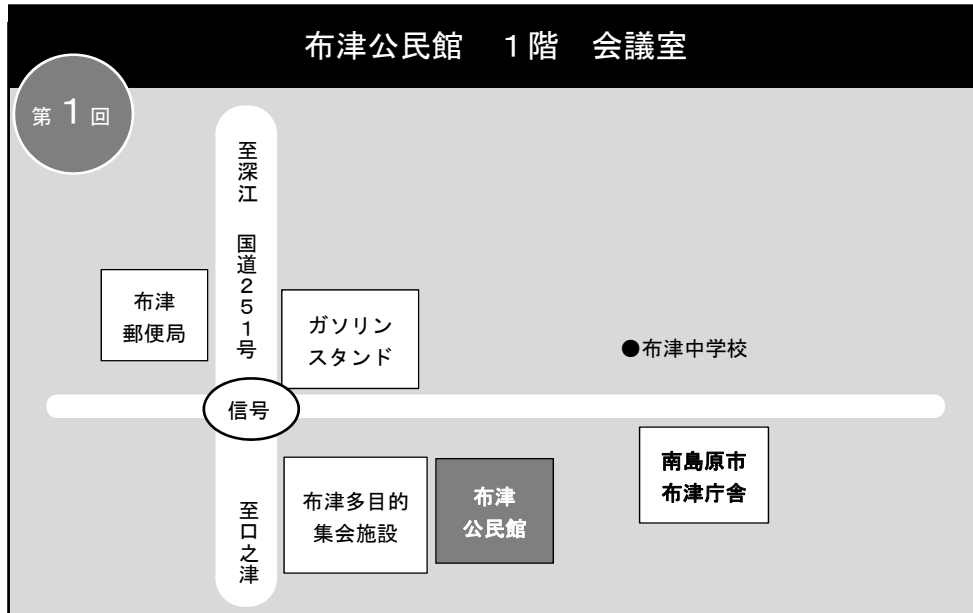 布津公民館　１階　会議室
第１回
至深江　国道２５１号
布津
郵便局
ガソリン
スタンド
●布津中学校
信号
南島原市
布津庁舎
布津多目的
集会施設
布津
公民館
至口之津